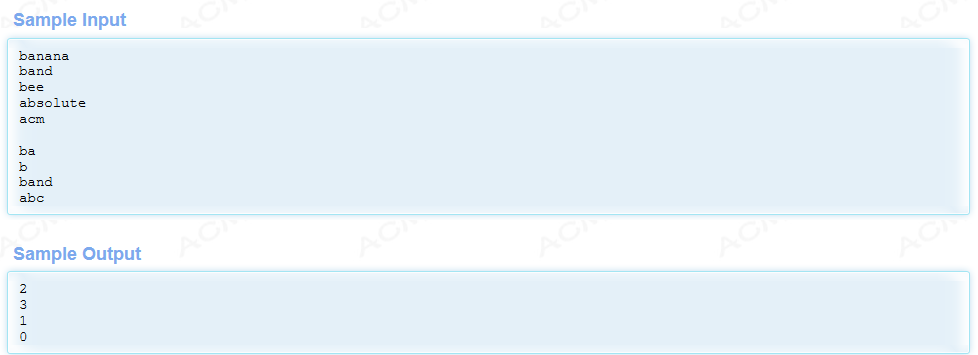 Sample Input
banana
band
bee
absolute
acm
ba
b
band
abc
Sample Output
2
3
1
0